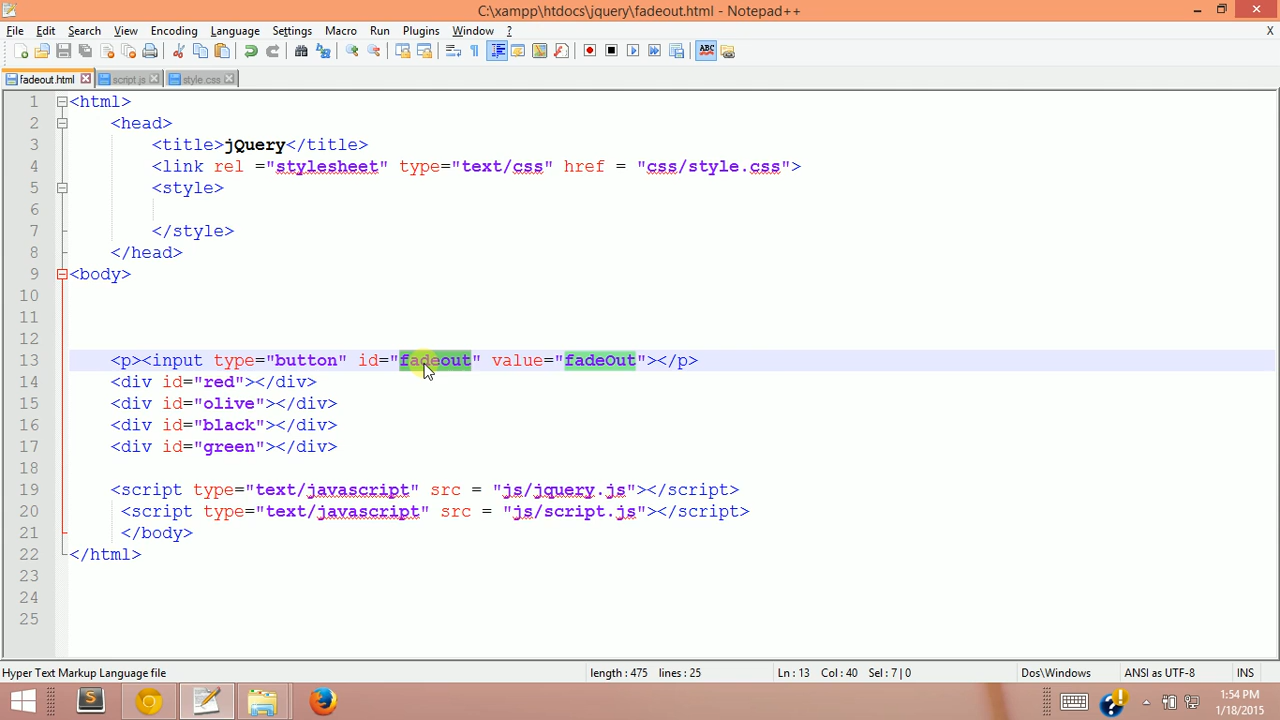 C:\xampp\htdocs\jquery\fadeout.html - Notepad++
File Edit Search View Encoding Language Settings Macro Run Plugins Window ? X
ABC
fadeout.html script.js style.css
1 <html>
2 <head>
3 <title>jQuery</title>
4 <link rel ="stylesheet" type="text/css" href = "css/style.css">
5 <style>
6
7 </style>
8 </head>
9 <body>
10
11
12
13 <p><input type="button" id="fadeout" value="fadeOut"></p>
14 <div id="red"></div>
15 <div id="olive"></div>
16 <div id="black"></div>
17 <div id="green"></div>
18
19 <script type="text/javascript" src = "js/jquery.js"></script>
20 <script type="text/javascript" src = "js/script.js"></script>
21 </body>
22 </html>
23
24
25
Hyper Text Markup Language file length : 475 lines : 25 Ln : 13 Col : 40 Sel : 7 | 0 Dos\Windows ANSI as UTF-8 INS
1:54 PM
1/18/2015